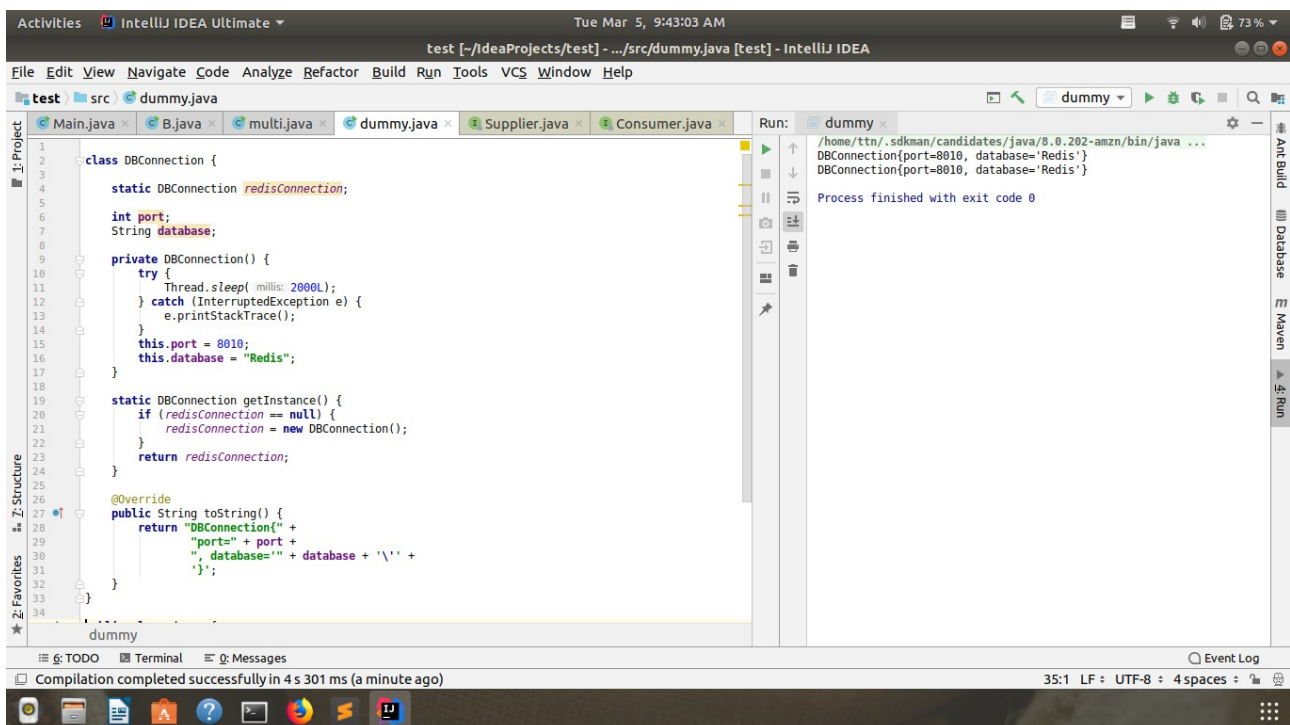 Activities IntelliJ IDEA Ultimate Tue Mar 5, 9:43:03 AM 73 %
test [~/IdeaProjects/test] - .../src/dummy.java [test] - IntelliJ IDEA
File Edit View Navigate Code Analyze Refactor Build Run Tools VCS Window Help
test src dummy.java dummy
Main.java B.java multi.java dummy.java Supplier.java Consumer.java
1
2 class DBConnection {
3
4 static DBConnection redisConnection;
5
6 int port;
7 String database;
8
9 private DBConnection() {
10 try {
11 Thread.sleep( millis: 2000L);
12 } catch (InterruptedException e) {
13 e.printStackTrace();
14 }
15 this.port = 8010;
16 this.database = "Redis";
17 }
18
19 static DBConnection getInstance() {
20 if (redisConnection == null) {
21 redisConnection = new DBConnection();
22 }
23 return redisConnection;
24 }
25
26 @Override
27 public String toString() {
28 return "DBConnection{" +
29 "port=" + port +
30 ", database='" + database + '\'' +
31 '}';
32 }
33 }
34
dummy
Run: dummy
/home/ttn/.sdkman/candidates/java/8.0.202-amzn/bin/java ...
DBConnection{port=8010, database='Redis'}
DBConnection{port=8010, database='Redis'}
Process finished with exit code 0
1: Project
7: Structure
2: Favorites
Ant Build
Database
m Maven
4: Run
6: TODO Terminal 0: Messages Event Log
Compilation completed successfully in 4 s 301 ms (a minute ago) 35:1 LF UTF-8 4 spaces